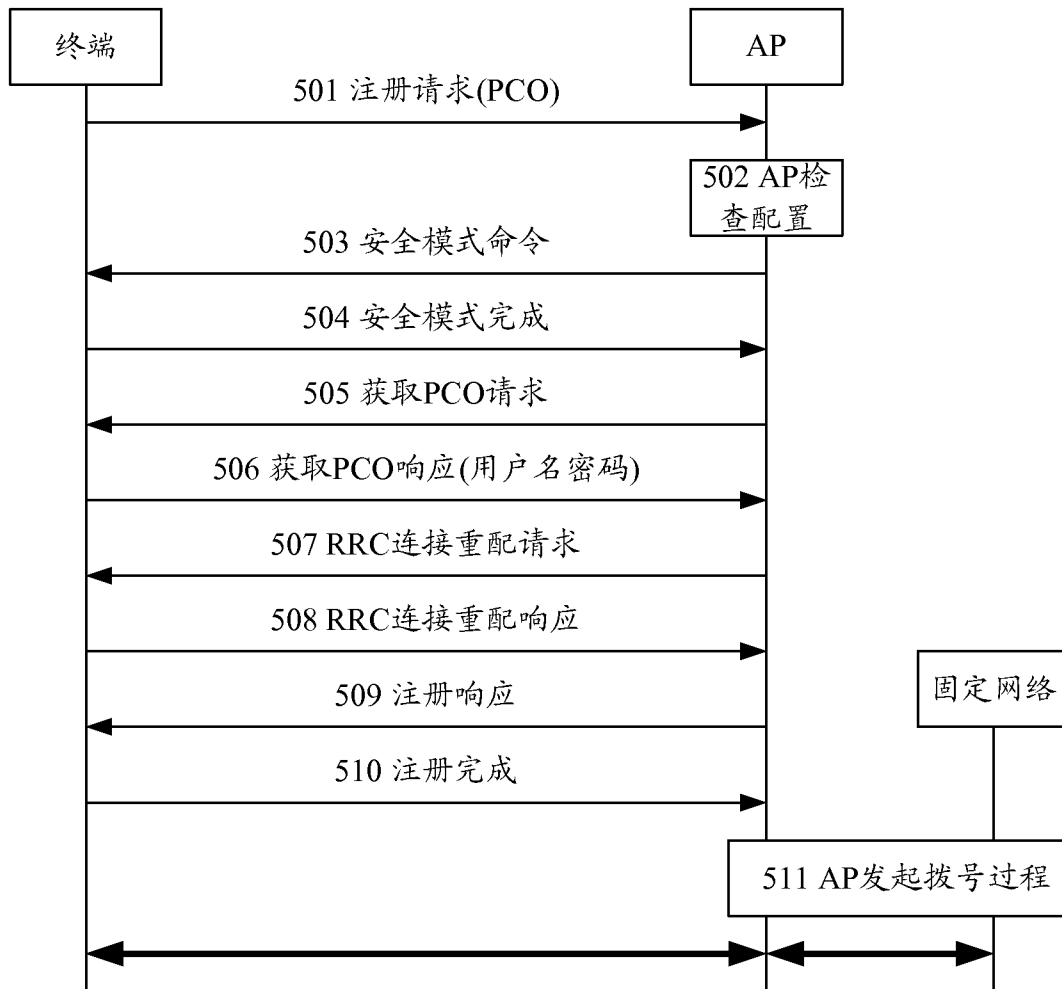 终端
AP
501 注册请求(PCO)
502 AP检
查配置
503 安全模式命令
504 安全模式完成
505 获取PCO请求
506 获取PCO响应(用户名密码)
507 RRC连接重配请求
508 RRC连接重配响应
固定网络
509 注册响应
510 注册完成
511 AP发起拨号过程